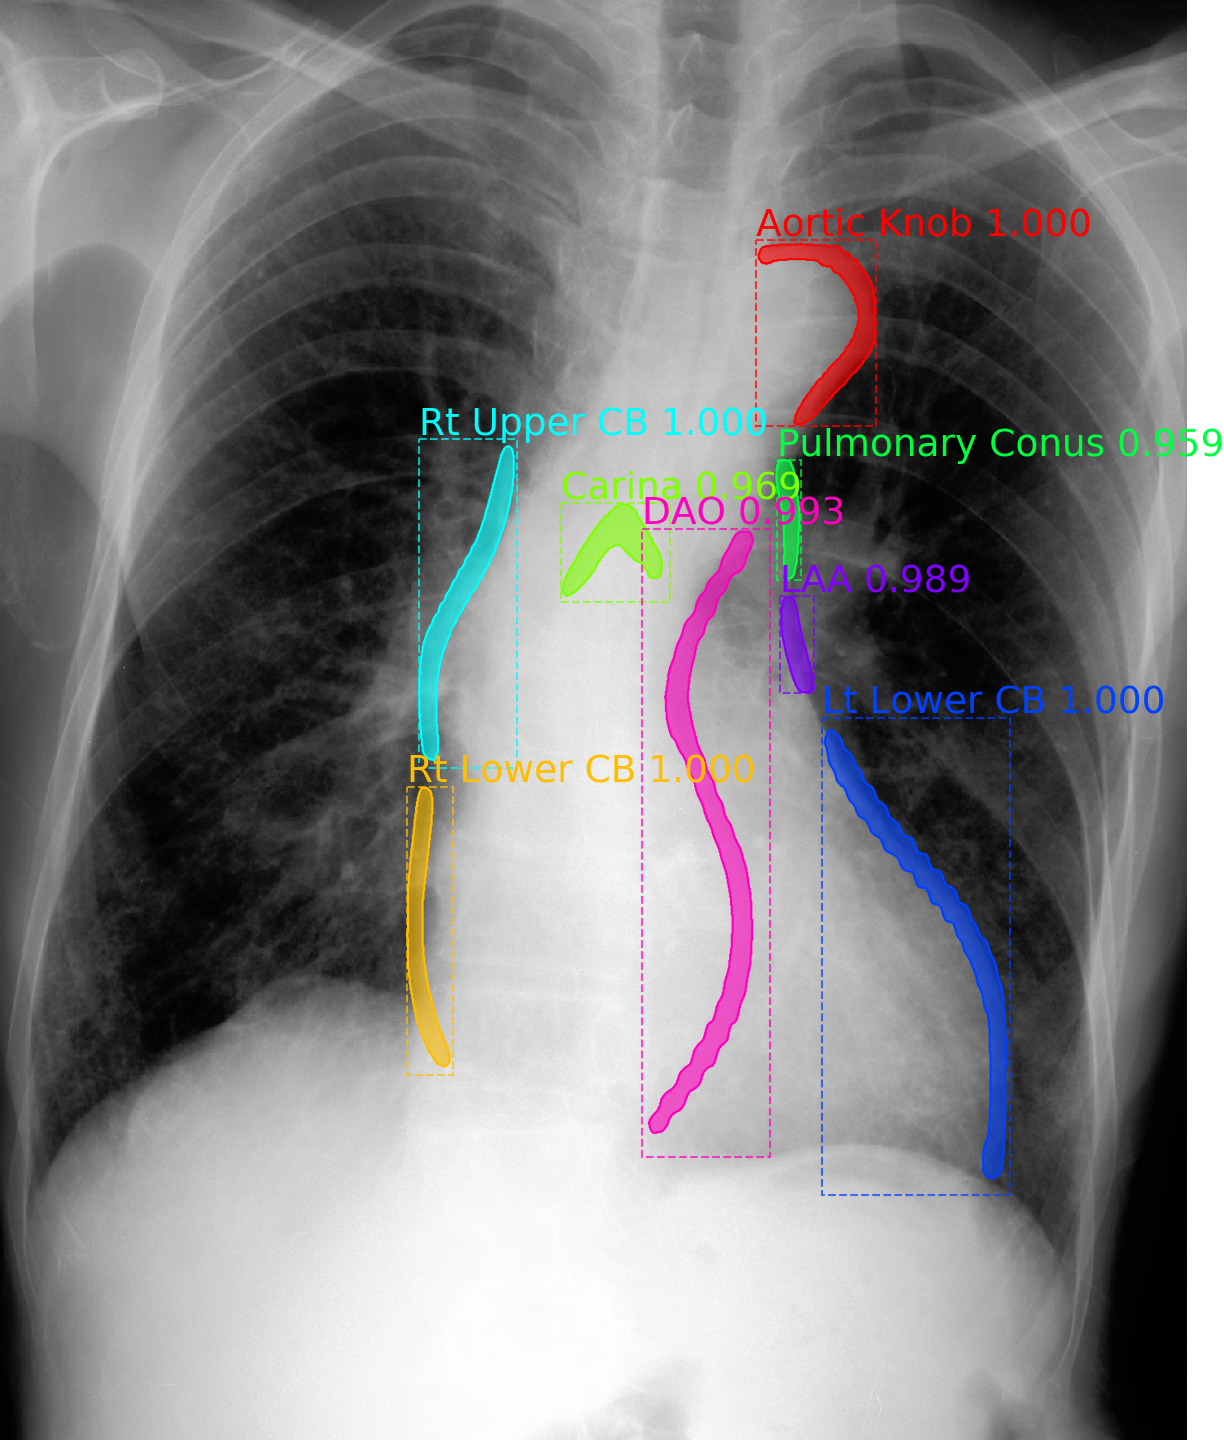 Aortic Knob 1.000
Rt Upper CB 1.000
Pulmonary Conus 0.959
Carina 0.969
DAO 0.993
LAA 0.989
Lt Lower CB 1.000
Rt Lower CB 1.000